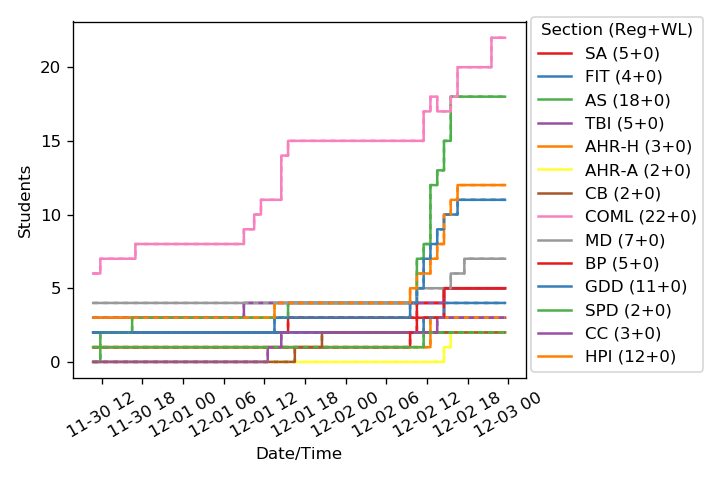 Section (Reg+WL)
SA (5+0)
FIT (4+0)
AS (18+0)
TBI (5+0)
AHR-H (3+0)
AHR-A (2+0)
CB (2+0)
COML (22+0)
MD (7+0)
BP (5+0)
GDD (11+0)
SPD (2+0)
CC (3+0)
HPI (12+0)
Students
20
15
10
5
0
11-30 12
11-30 18
12-01 00
12-01 06
12-01 12
12-01 18
12-02 00
12-02 06
12-02 12
12-02 18
12-03 00
Date/Time